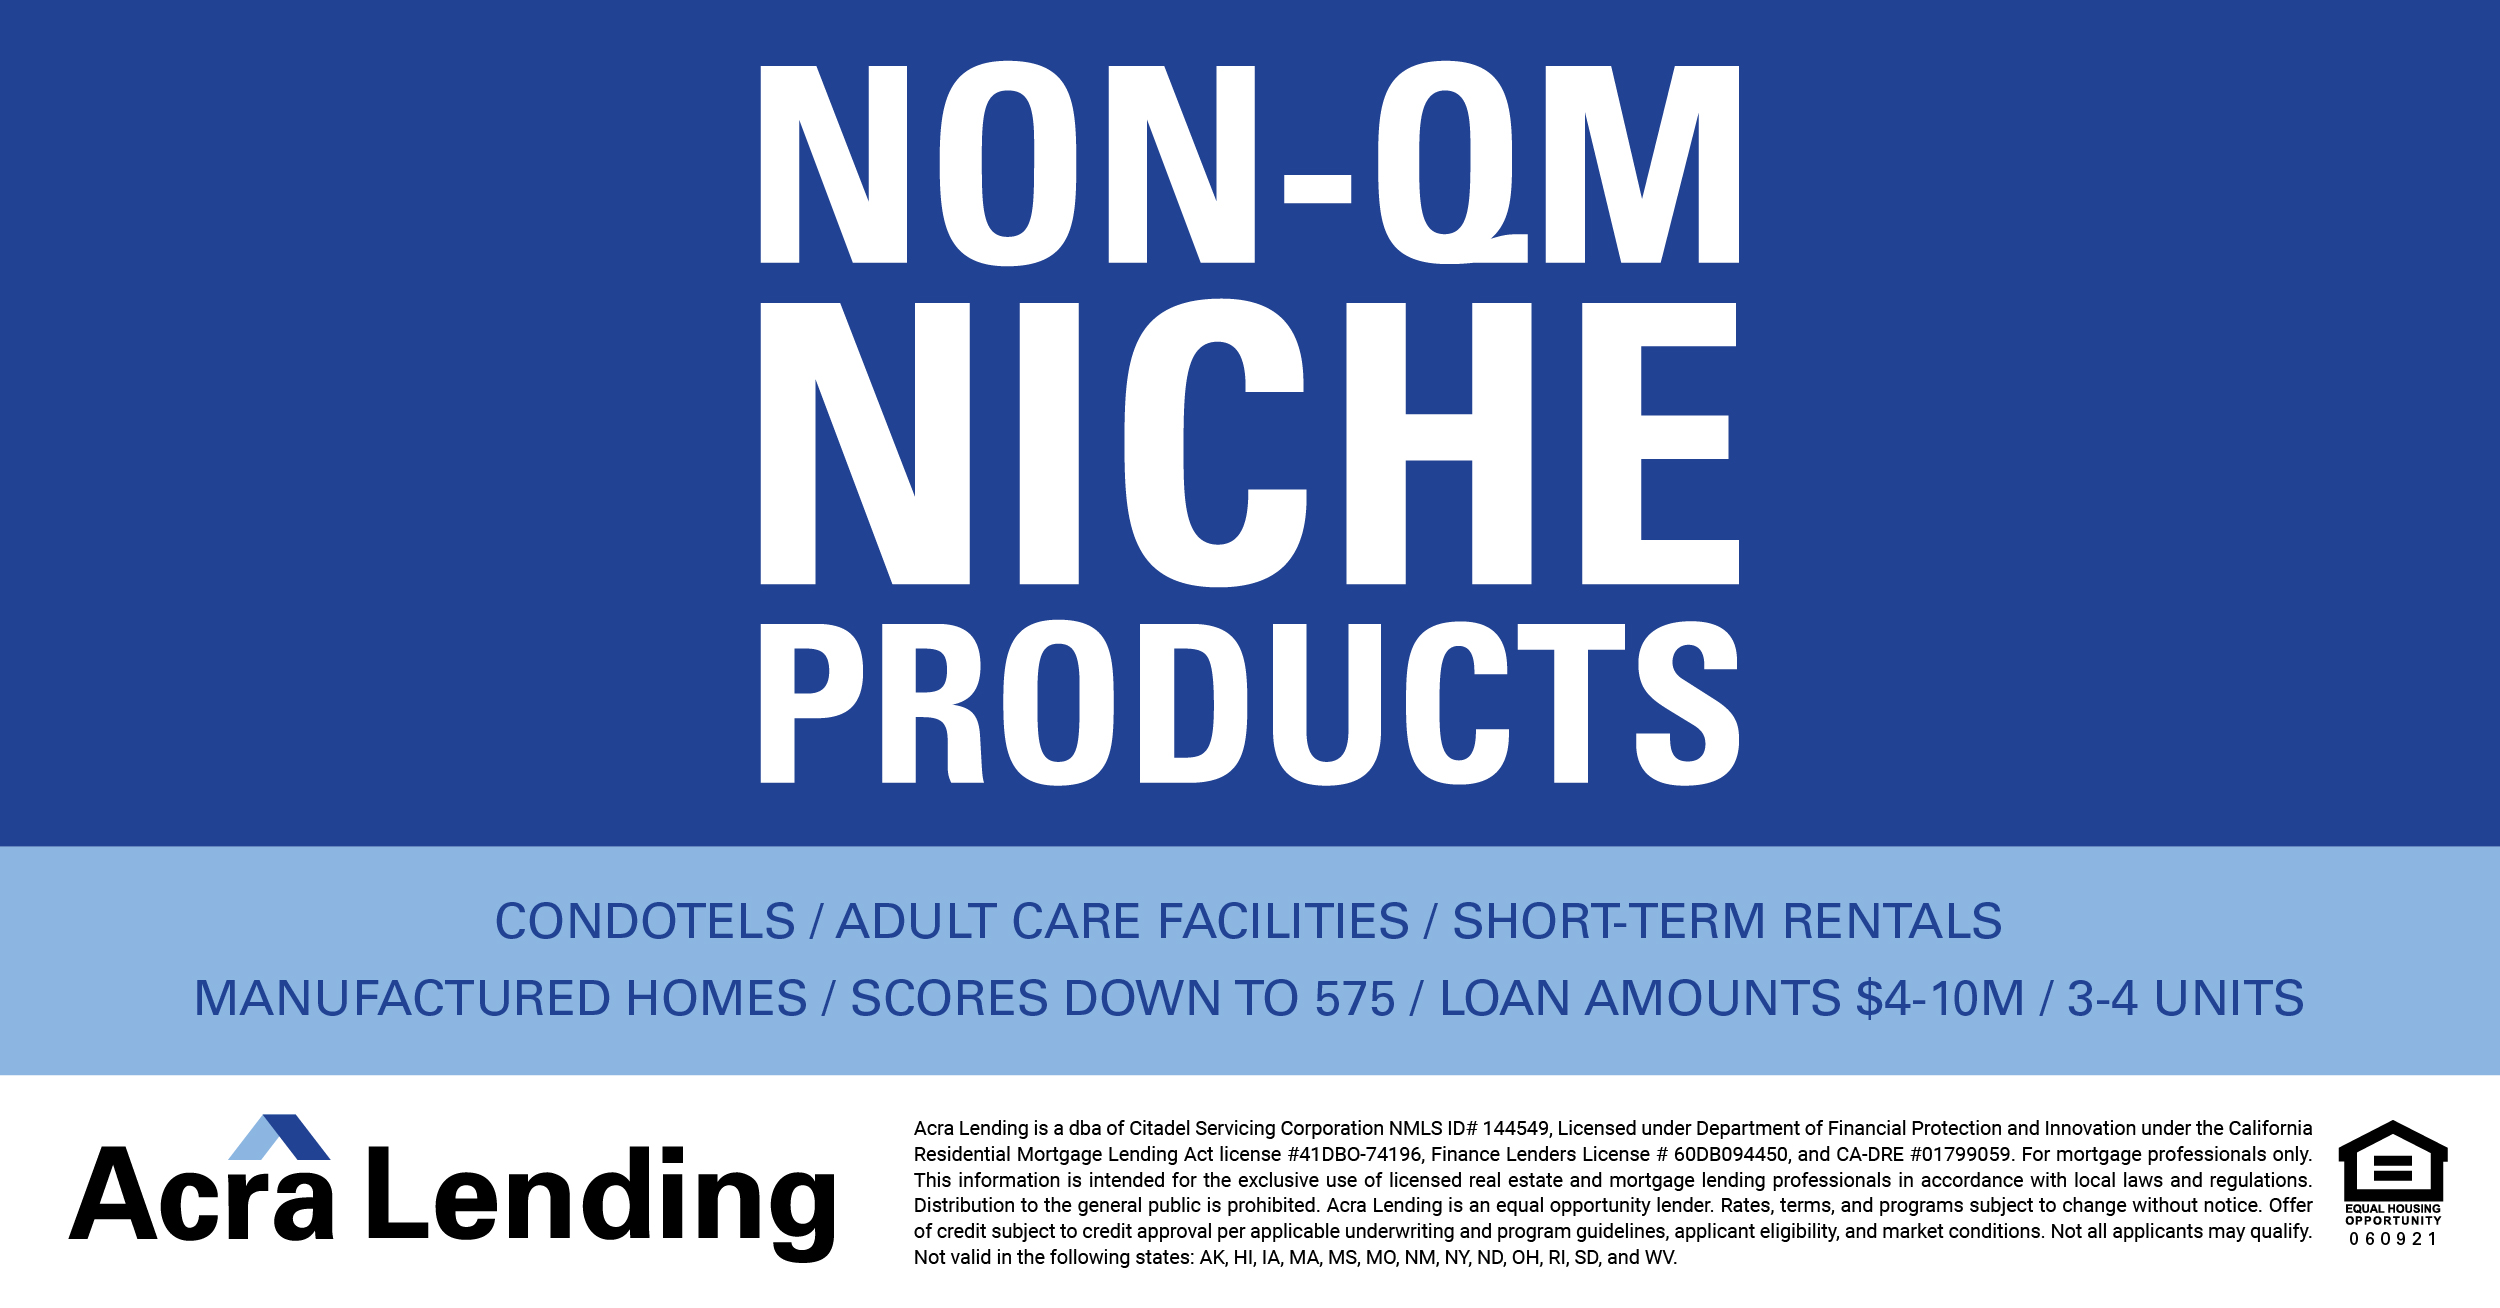 NON-QM
NICHE
PRODUCTS
CONDOTELS / ADULT CARE FACILITIES / SHORT-TERM RENTALS
MANUFACTURED HOMES / SCORES DOWN TO 575 / LOAN AMOUNTS $4-10M / 3-4 UNITS
Acra Lending
Acra Lending is a dba of Citadel Servicing Corporation NMLS ID# 144549, Licensed under Department of Financial Protection and Innovation under the California
Residential Mortgage Lending Act license #41DBO-74196, Finance Lenders License # 60DB094450, and CA-DRE #01799059. For mortgage professionals only.
This information is intended for the exclusive use of licensed real estate and mortgage lending professionals in accordance with local laws and regulations.
Distribution to the general public is prohibited. Acra Lending is an equal opportunity lender. Rates, terms, and programs subject to change without notice. Offer
of credit subject to credit approval per applicable underwriting and program guidelines, applicant eligibility, and market conditions. Not all applicants may qualify.
Not valid in the following states: AK, HI, IA, MA, MS, MO, NM, NY, ND, OH, RI, SD, and WV.
EQUAL HOUSING
OPPORTUNITY
060921